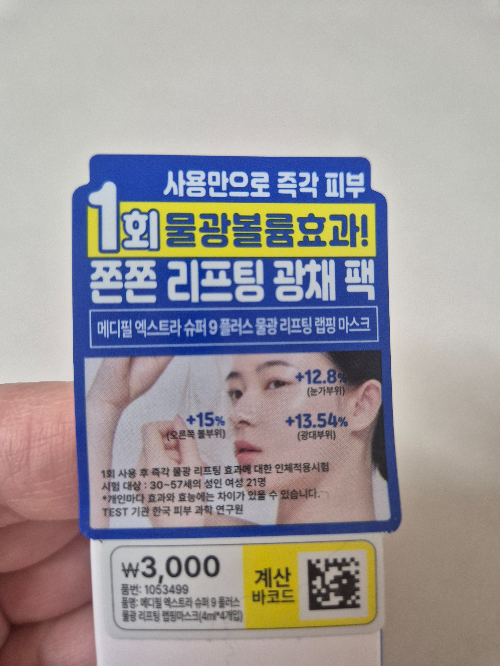 사용만으로 즉각 피부
1회 물광볼륨효과!
쫀쫀 리프팅 광채 팩
메디필 엑스트라 슈퍼 9 플러스 물광 리프팅 랩핑 마스크
+12.8%
(눈가부위)
+15%
(오른쪽 볼부위)
+13.54%
(광대부위)
1회 사용 후 즉각 물광 리프팅 효과에 대한 인체적용시험
시험 대상 : 30~57세의 성인 여성 21명
*개인마다 효과와 효능에는 차이가 있을 수 있습니다.
TEST 기관 한국 피부 과학 연구원
₩3,000
품번: 1053499
품명: 메디필 엑스트라 슈퍼 9 플러스
물광 리프팅 랩핑마스크(4ml*4개입)
계산
바코드